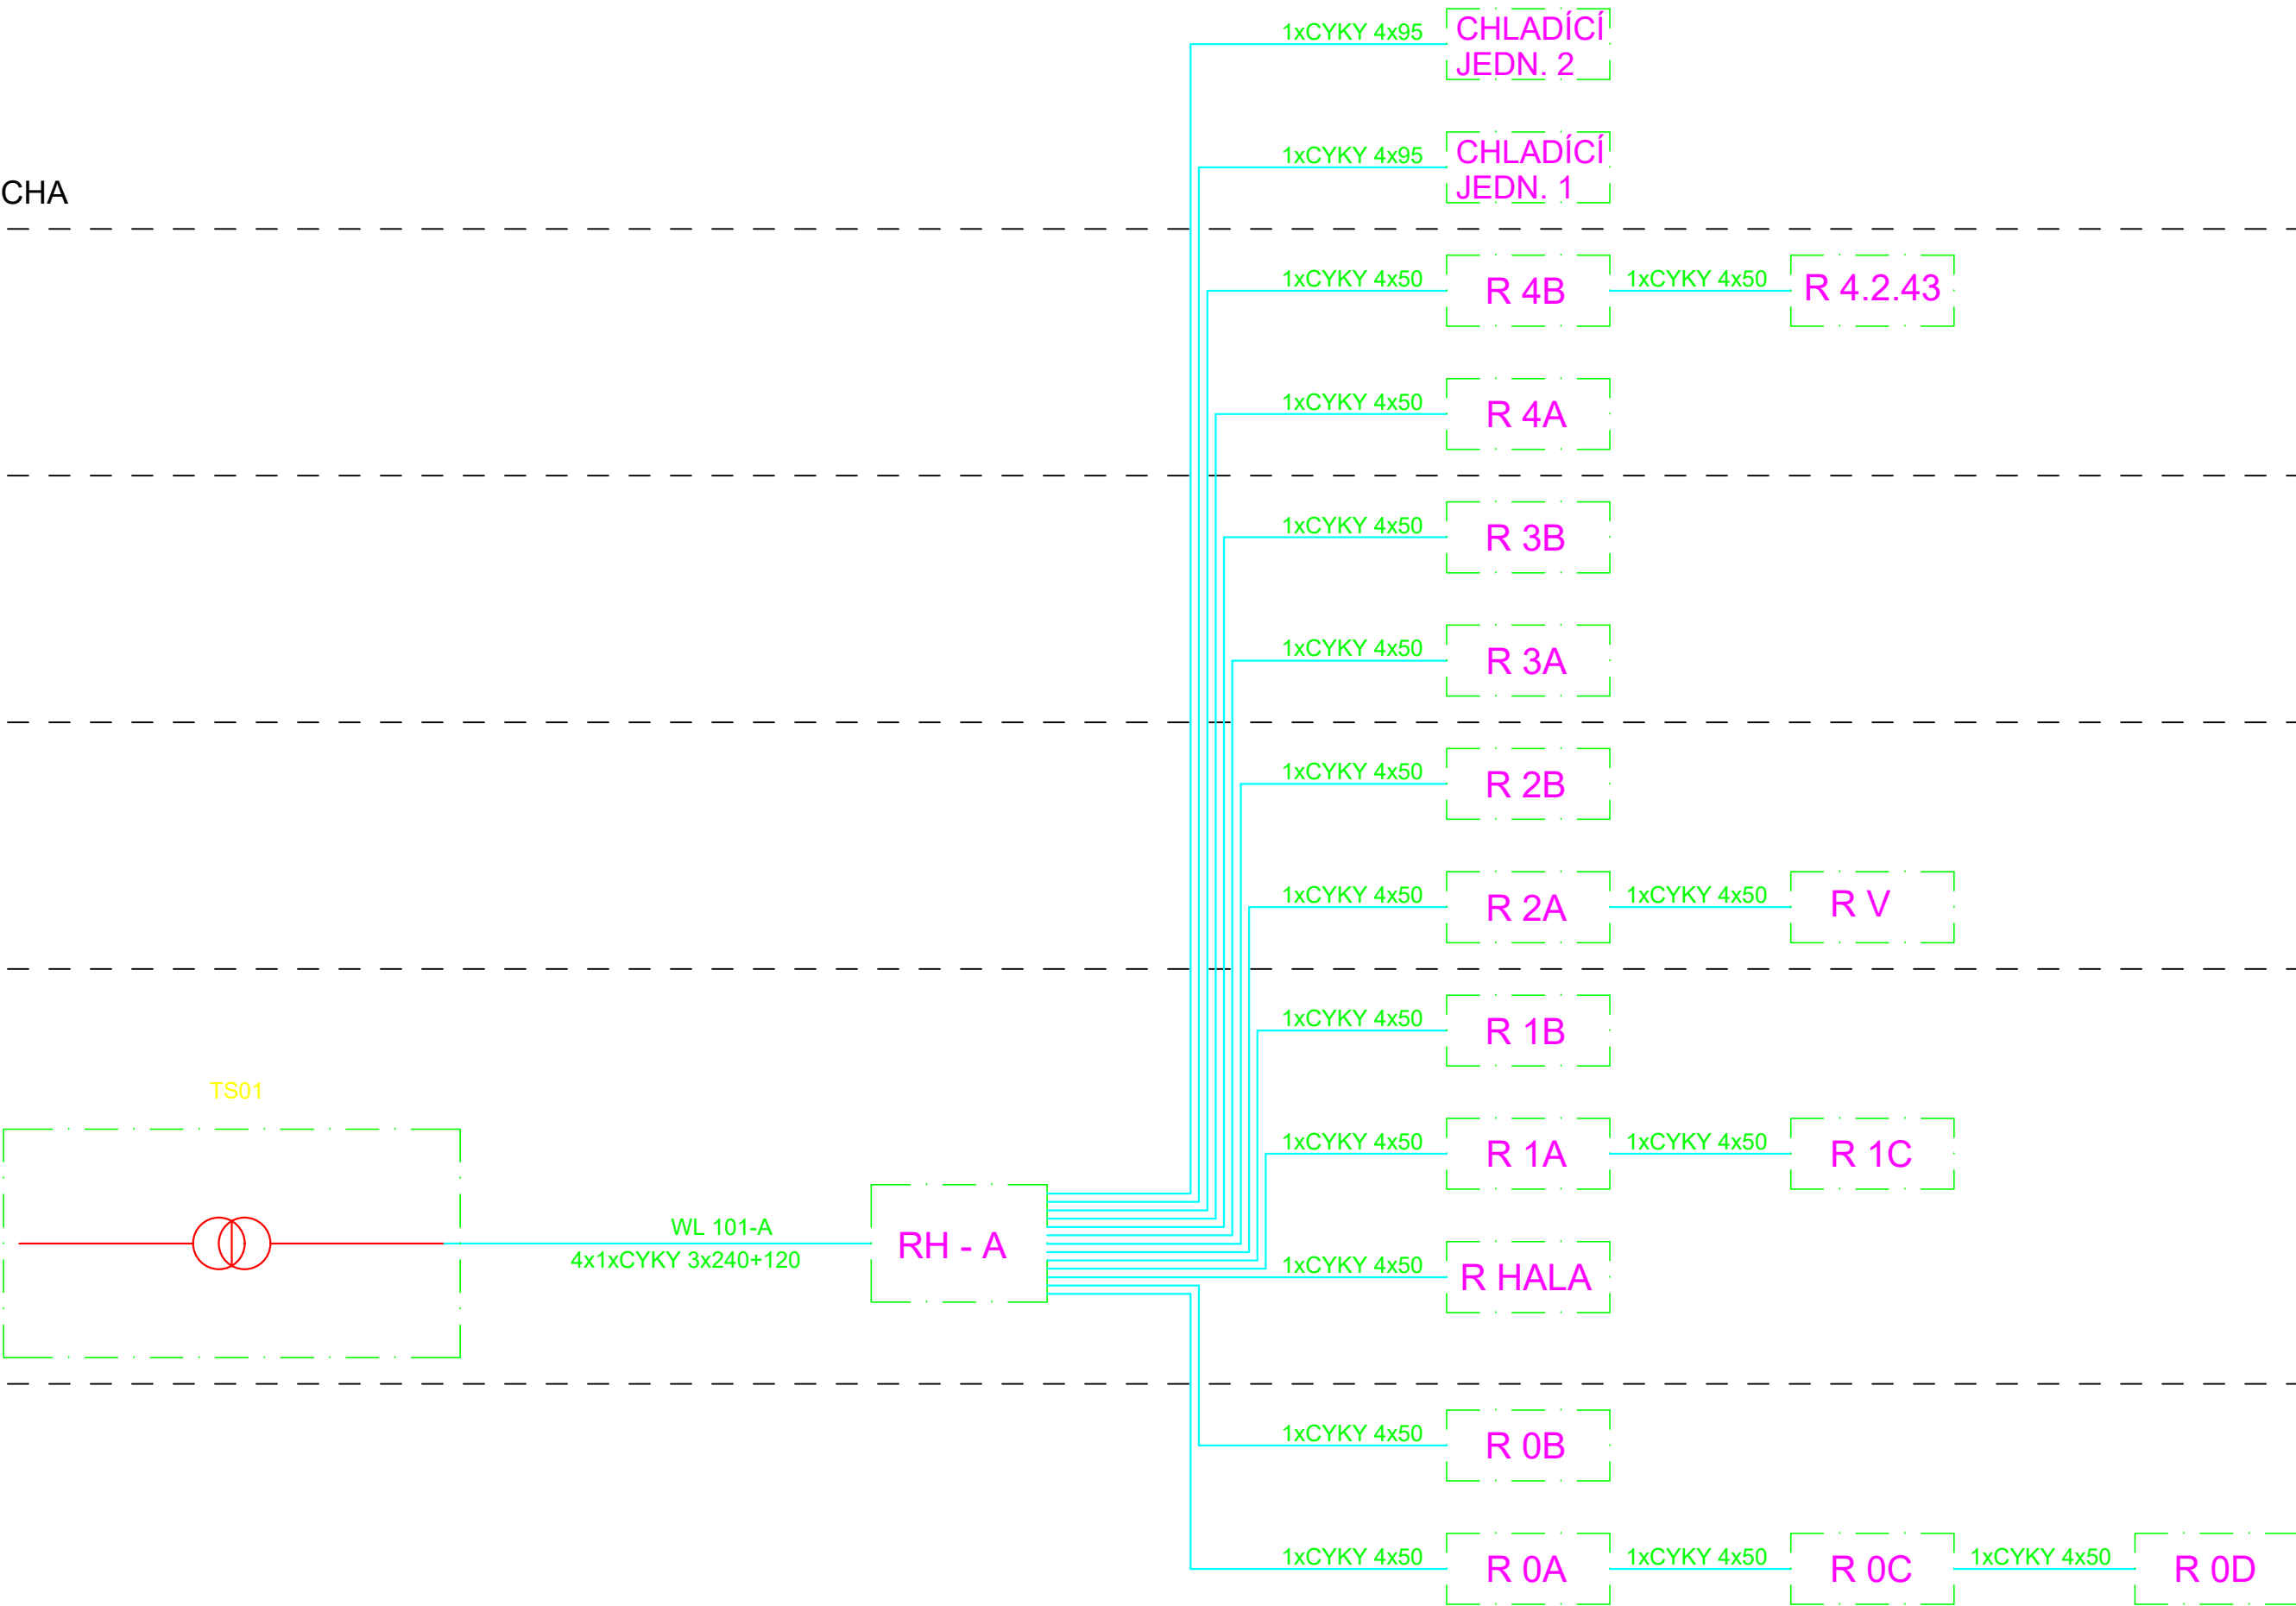 1xCYKY 4x95
CHLADÍCÍ
JEDN. 2
1xCYKY 4x95
CHLADÍCÍ
JEDN. 1
CHA
1xCYKY 4x50
R 4B
1xCYKY 4x50
R 4.2.43
1xCYKY 4x50
R 4A
1xCYKY 4x50
R 3B
1xCYKY 4x50
R 3A
1xCYKY 4x50
R 2B
1xCYKY 4x50
R 2A
1xCYKY 4x50
R V
1xCYKY 4x50
R 1B
TS01
1xCYKY 4x50
R 1A
1xCYKY 4x50
R 1C
WL 101-A
4x1xCYKY 3x240+120
RH - A
1xCYKY 4x50
R HALA
1xCYKY 4x50
R 0B
1xCYKY 4x50
R 0A
1xCYKY 4x50
R 0C
1xCYKY 4x50
R 0D